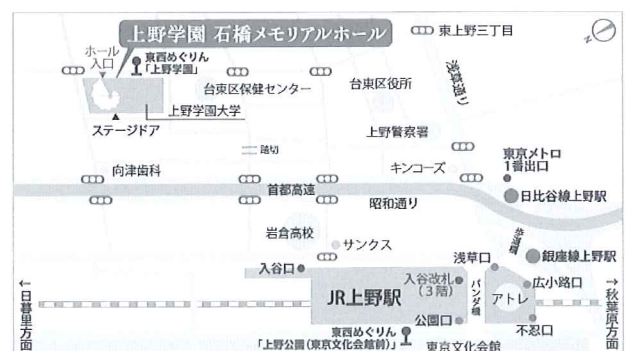 上野学園 石橋メモリアルホール
東上野三丁目
ホール
入口
東西めぐりん
「上野学園」
台東区保健センター
台東区役所
浅草通り
上野学園大学
ステージドア
上野警察署
踏切
東京メトロ
1番出口
向津歯科
キンコーズ
首都高速
日比谷線上野駅
昭和通り
岩倉高校
サンクス
歩道橋
銀座線上野駅
入谷口
浅草口
入谷改札
(3階)
パンダ橋
広小路口
アトレ
JR上野駅
公園口
不忍口
東西めぐりん
「上野公園(東京文化会館前)」
東京文化会館
←日暮里方面
→秋葉原方面
N